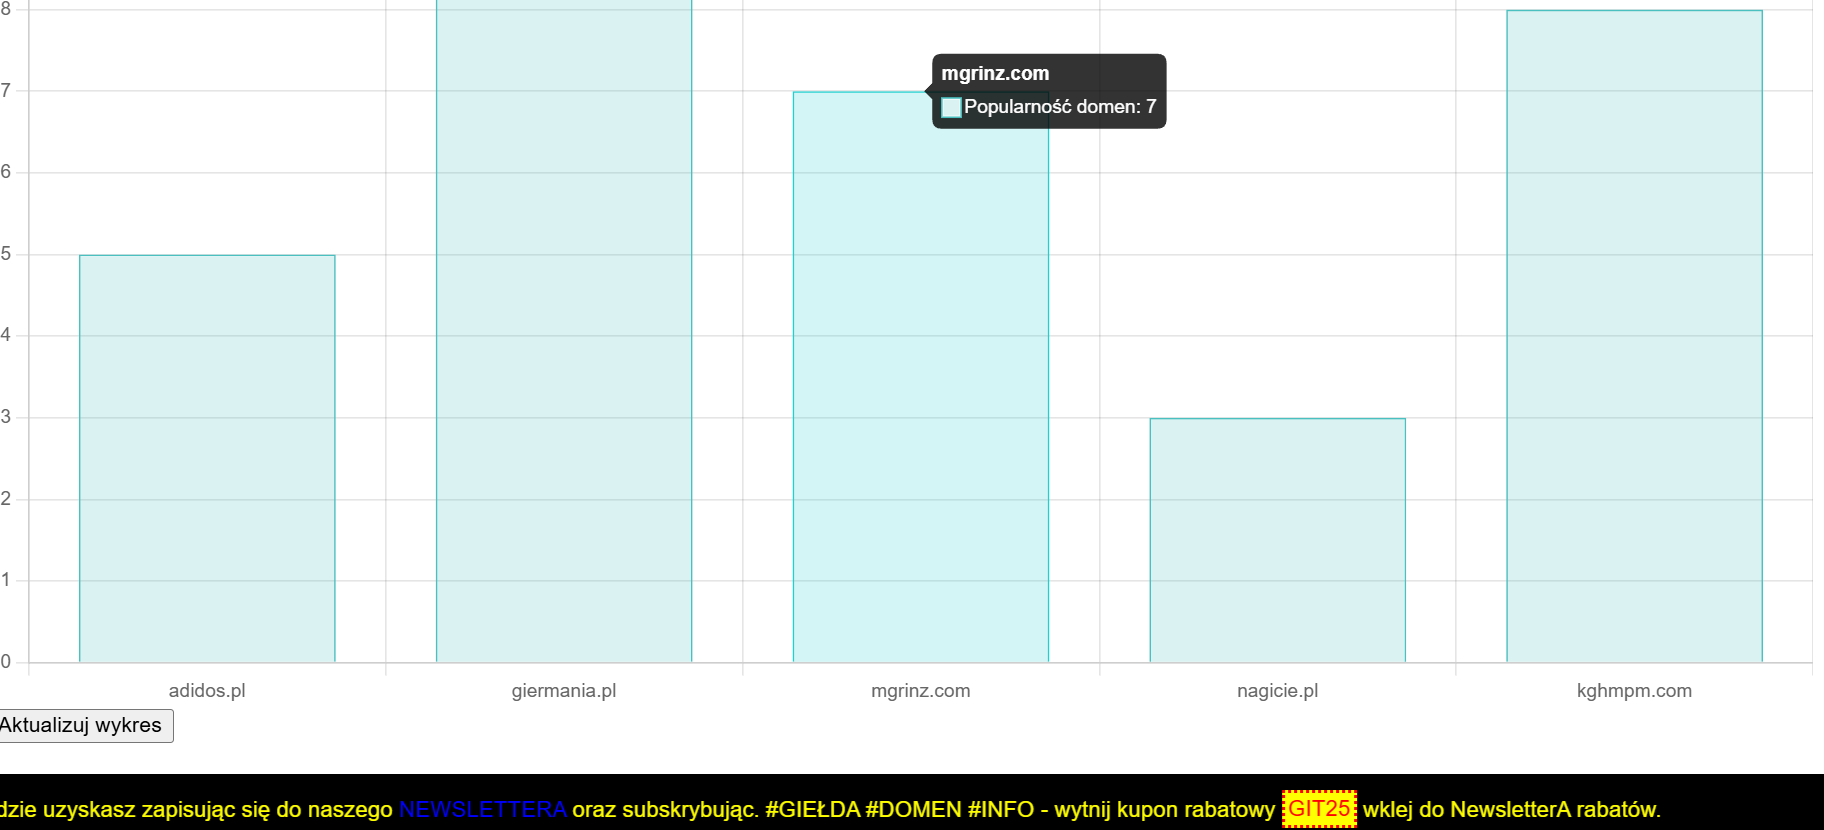 8
mgrinz.com
7
Popularność domen: 7
6
5
4
3
2
1
0
adidos.pl giermania.pl mgrinz.com nagicie.pl kghmpm.com
Aktualizuj wykres
dzie uzyskasz zapisując się do naszego NEWSLETTERA oraz subskrybując. #GIEŁDA #DOMEN #INFO - wytnij kupon rabatowy GIT25 wklej do NewsletterA rabatów.